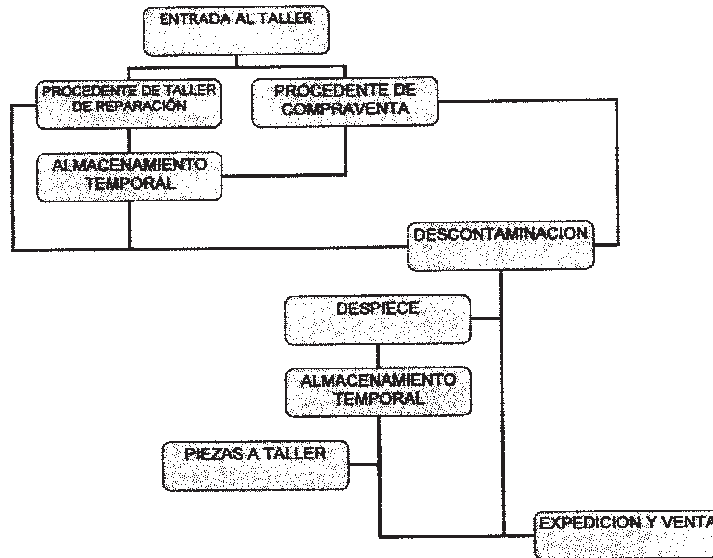 ENTRADA AL TALLER
PROCEDENTE DE TALLER
DE REPARACIÓN
PROCEDENTE DE
COMPRAVENTA
ALMACENAMIENTO
TEMPORAL
DESCONTAMINACION
DESPIECE
ALMACENAMIENTO
TEMPORAL
PIEZAS A TALLER
EXPEDICION Y VENTA